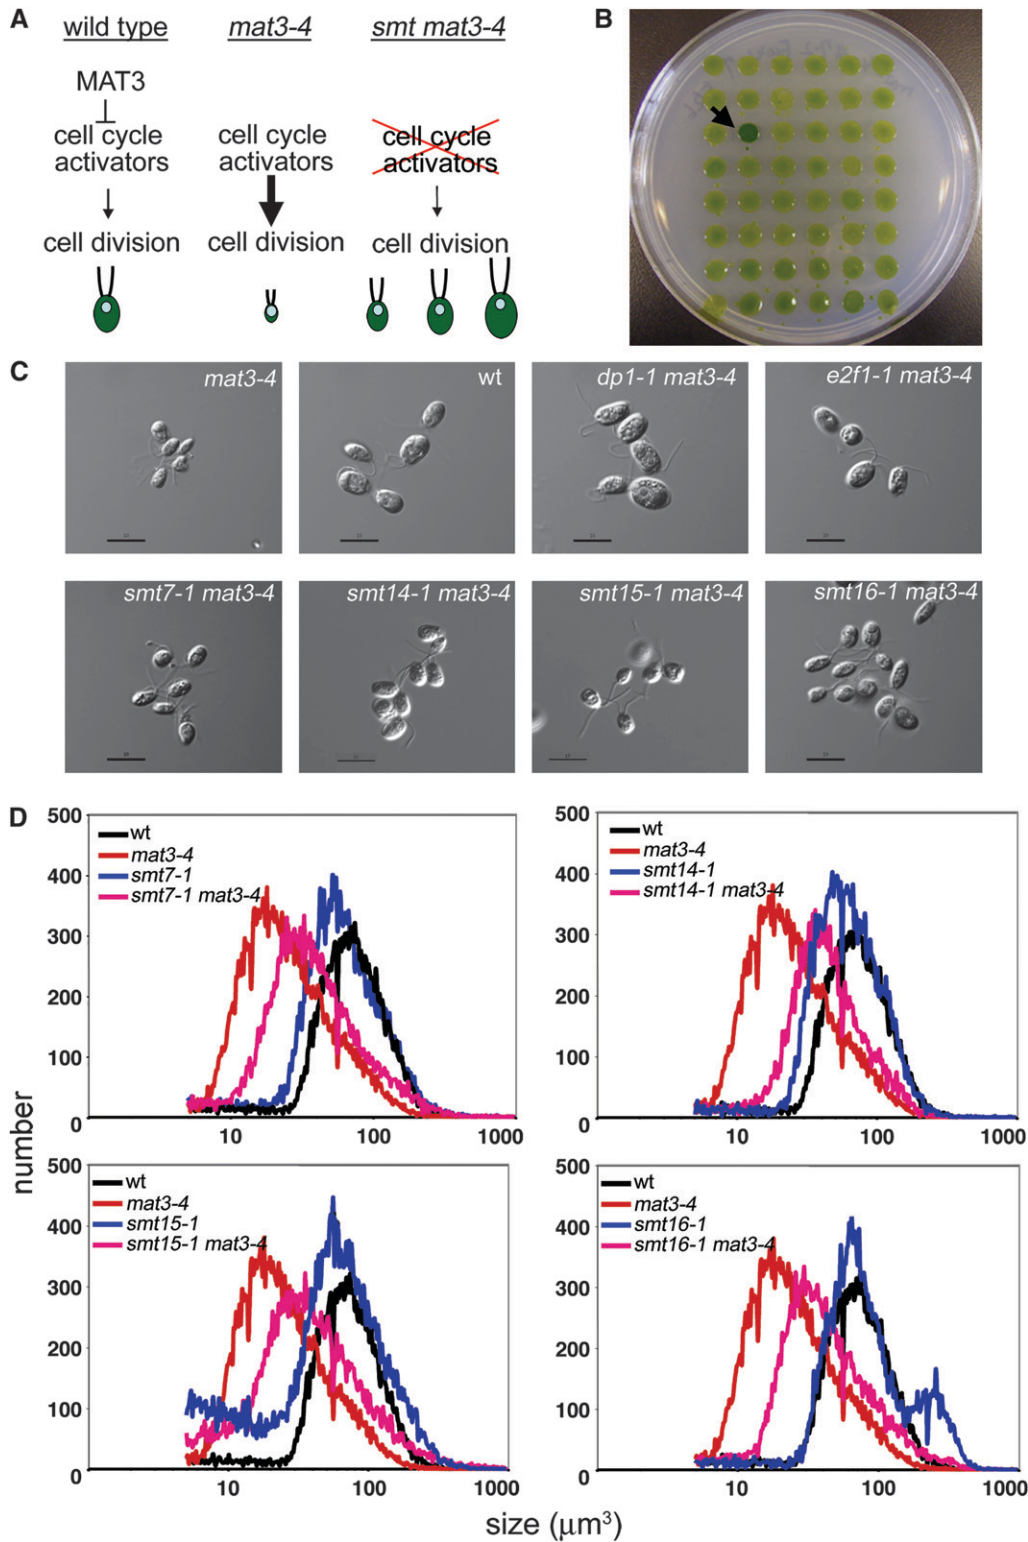 A
wild type
mat3-4
smt mat3-4
MAT3
cell cycle activators
cell cycle activators
cell cycle activators
cell division
cell division
cell division
B
C
mat3-4
wt
dp1-1 mat3-4
e2f1-1 mat3-4
smt7-1 mat3-4
smt14-1 mat3-4
smt15-1 mat3-4
smt16-1 mat3-4
D
500
400
300
200
100
0
wt
mat3-4
smt7-1
smt7-1 mat3-4
10
100
1000
500
400
300
200
100
0
wt
mat3-4
smt14-1
smt14-1 mat3-4
10
100
1000
number
500
400
300
200
100
0
wt
mat3-4
smt15-1
smt15-1 mat3-4
10
100
1000
500
400
300
200
100
0
wt
mat3-4
smt16-1
smt16-1 mat3-4
10
100
1000
size (μm³)